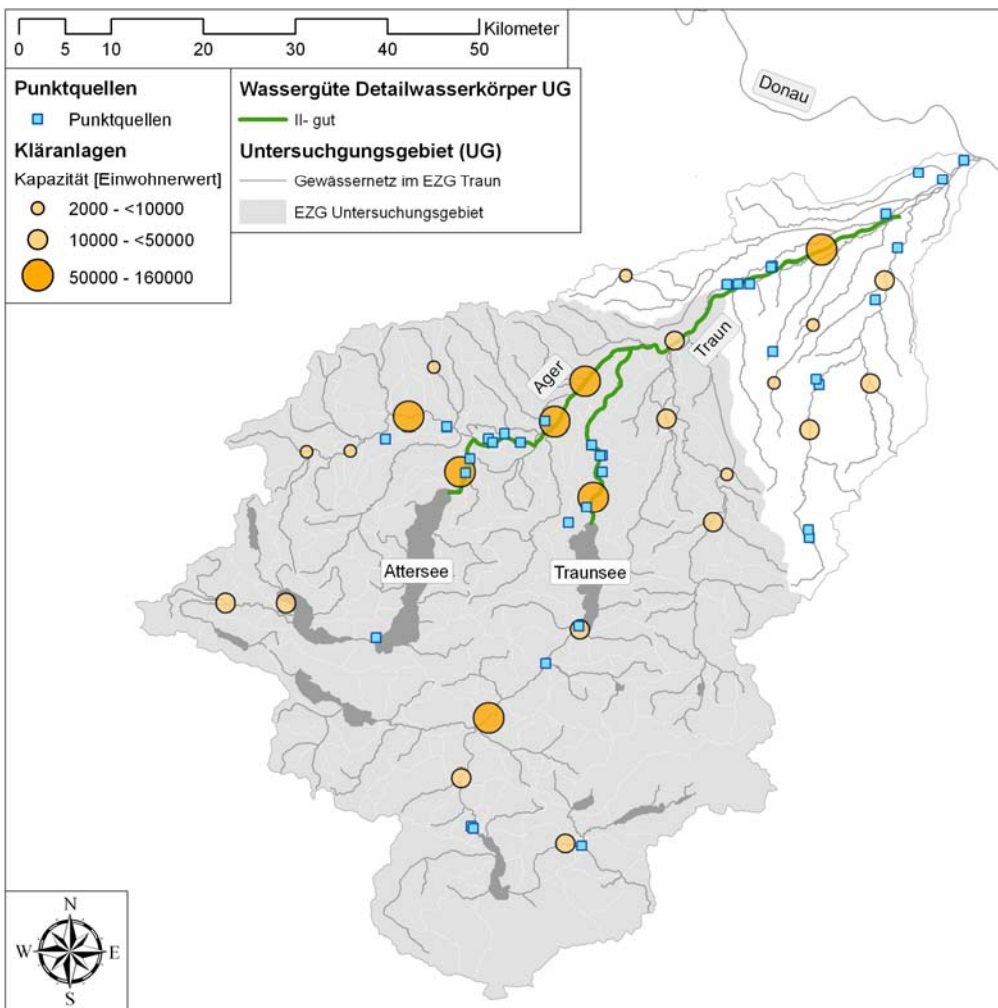 0 5 10 20 30 40 50
Kilometer
Punktquellen
Punktquellen
Kläranlagen
Kapazität [Einwohnerwert]
2000 - <10000
10000 - <50000
50000 - 160000
Wassergüte Detailwasserkörper UG
II- gut
Untersuchgungsgebiet (UG)
Gewässernetz im EZG Traun
EZG Untersuchungsgebiet
Donau
Traun
Ager
Attersee
Traunsee
N
W E
S